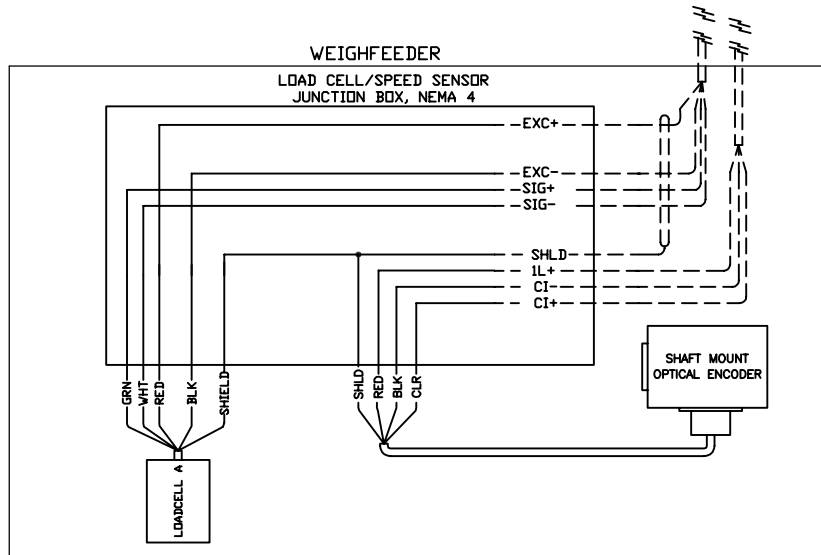 WEIGHFEEDER
LOAD CELL/SPEED SENSOR
JUNCTION BOX, NEMA 4
EXC+
EXC-
SIG+
SIG-
SHLD
1L+
CI-
CI+
GRN
WHT
RED
BLK
SHIELD
SHLD
RED
BLK
CLR
SHAFT MOUNT
OPTICAL ENCODER
LOADCELL A